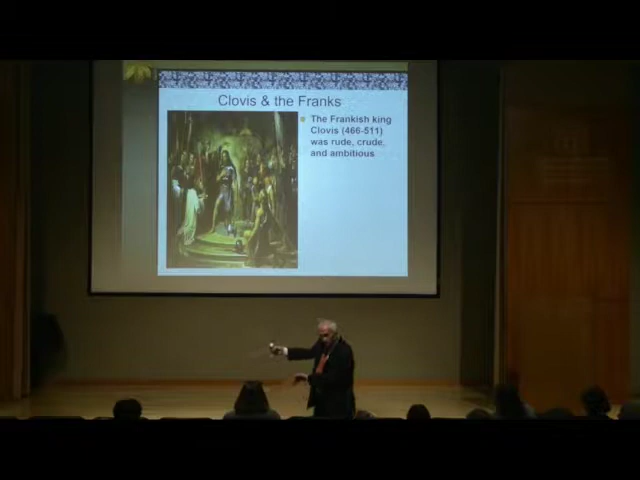 Clovis & the Franks
The Frankish king
Clovis (466-511)
was rude, crude,
and ambitious